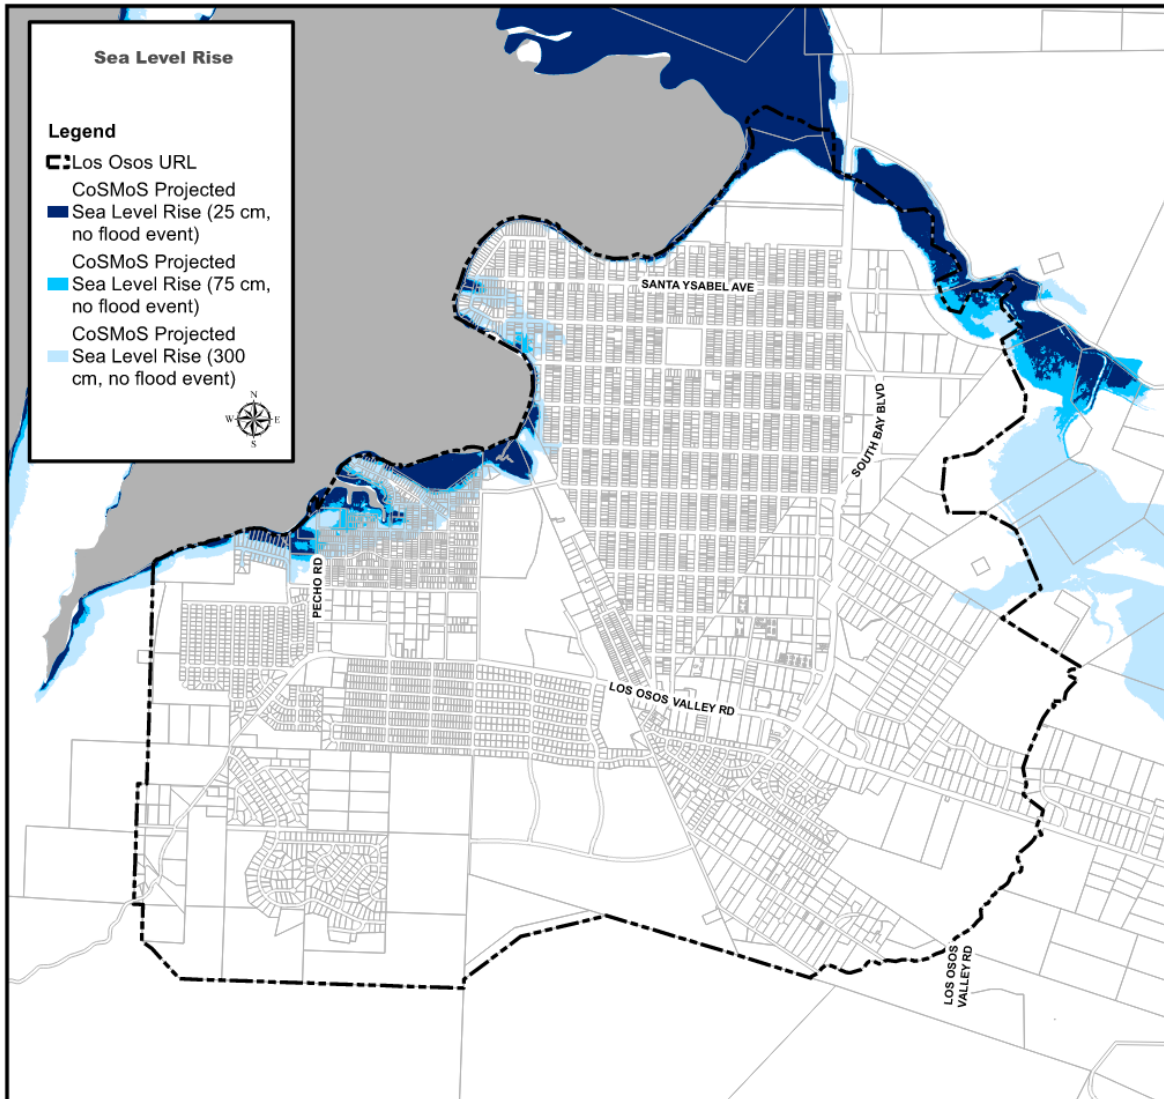 Sea Level Rise
Legend
Los Osos URL
CoSMoS Projected
Sea Level Rise (25 cm,
no flood event)
CoSMoS Projected
Sea Level Rise (75 cm,
no flood event)
CoSMoS Projected
Sea Level Rise (300
cm, no flood event)
N
W E
S
SANTA YSABEL AVE
SOUTH BAY BLVD
PECHO RD
LOS OSOS VALLEY RD
LOS OSOS
VALLEY RD